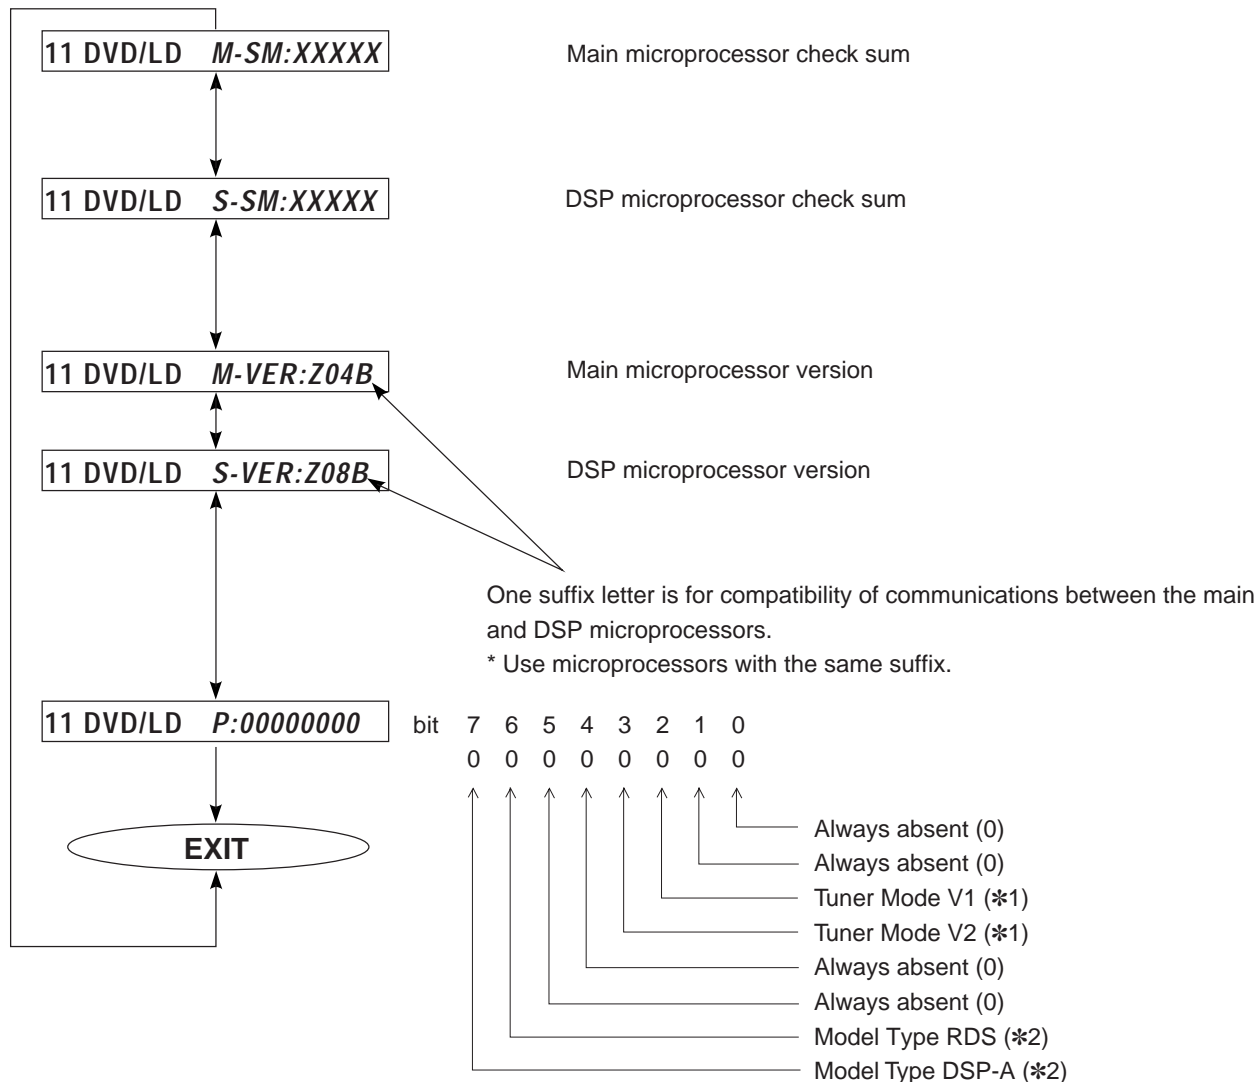 11 DVD/LD M-SM:XXXXX Main microprocessor check sum
11 DVD/LD S-SM:XXXXX DSP microprocessor check sum
11 DVD/LD M-VER:Z04B Main microprocessor version
11 DVD/LD S-VER:Z08B DSP microprocessor version
One suffix letter is for compatibility of communications between the main
and DSP microprocessors.
* Use microprocessors with the same suffix.
11 DVD/LD P:00000000 bit 7 6 5 4 3 2 1 0
0 0 0 0 0 0 0 0
Always absent (0)
EXIT
Always absent (0)
Tuner Mode V1 (✽1)
Tuner Mode V2 (✽1)
Always absent (0)
Always absent (0)
Model Type RDS (✽2)
Model Type DSP-A (✽2)